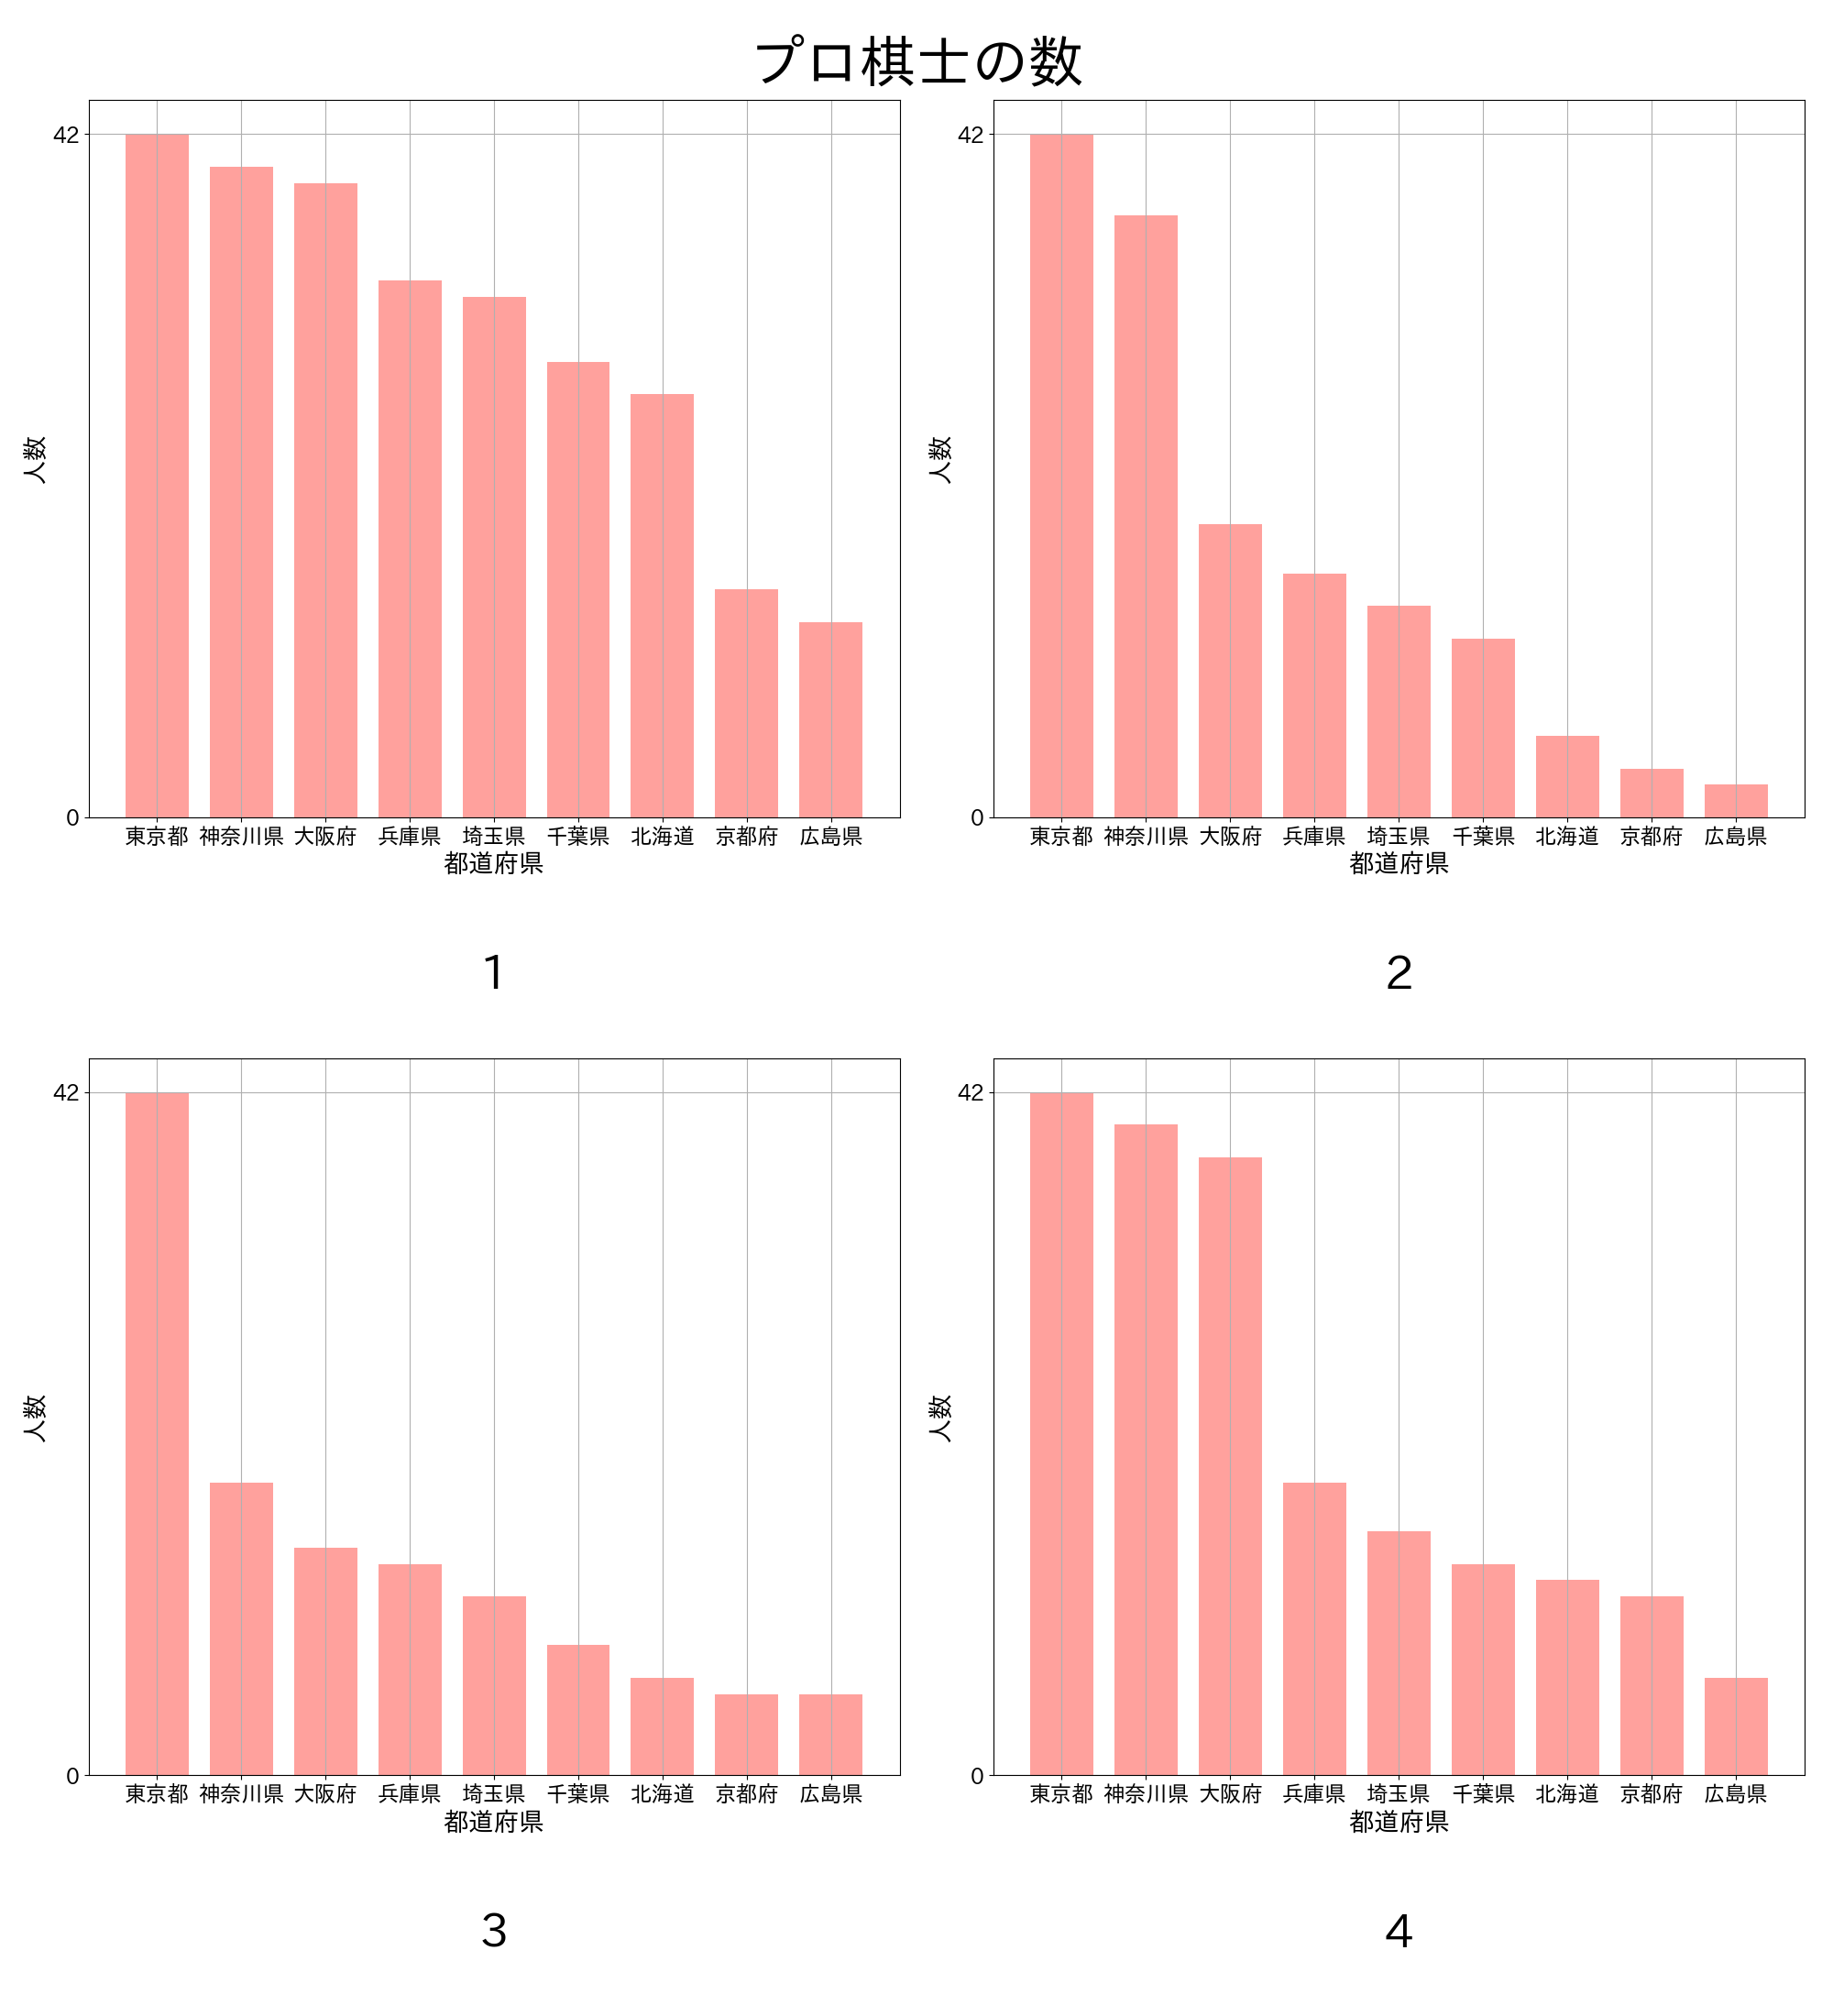 プロ棋士の数
42
0
人数
東京都 神奈川県 大阪府 兵庫県 埼玉県 千葉県 北海道 京都府 広島県
都道府県
1
42
0
人数
東京都 神奈川県 大阪府 兵庫県 埼玉県 千葉県 北海道 京都府 広島県
都道府県
2
42
0
人数
東京都 神奈川県 大阪府 兵庫県 埼玉県 千葉県 北海道 京都府 広島県
都道府県
3
42
0
人数
東京都 神奈川県 大阪府 兵庫県 埼玉県 千葉県 北海道 京都府 広島県
都道府県
4